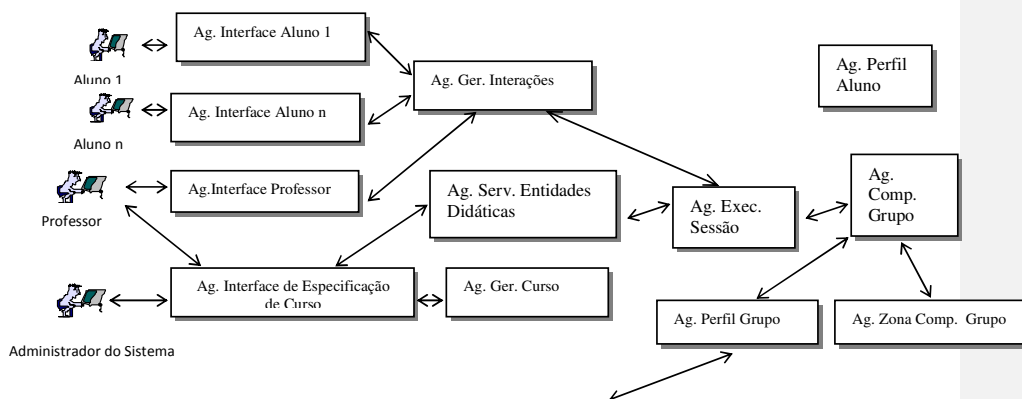 Ag. Interface Aluno 1
Aluno 1
Ag. Ger. Interações
Ag. Perfil
Aluno
Ag. Interface Aluno n
Aluno n
Ag.Interface Professor
Professor
Ag. Serv. Entidades
Didáticas
Ag. Exec.
Sessão
Ag.
Comp.
Grupo
Ag. Interface de Especificação
de Curso
Ag. Ger. Curso
Administrador do Sistema
Ag. Perfil Grupo
Ag. Zona Comp. Grupo